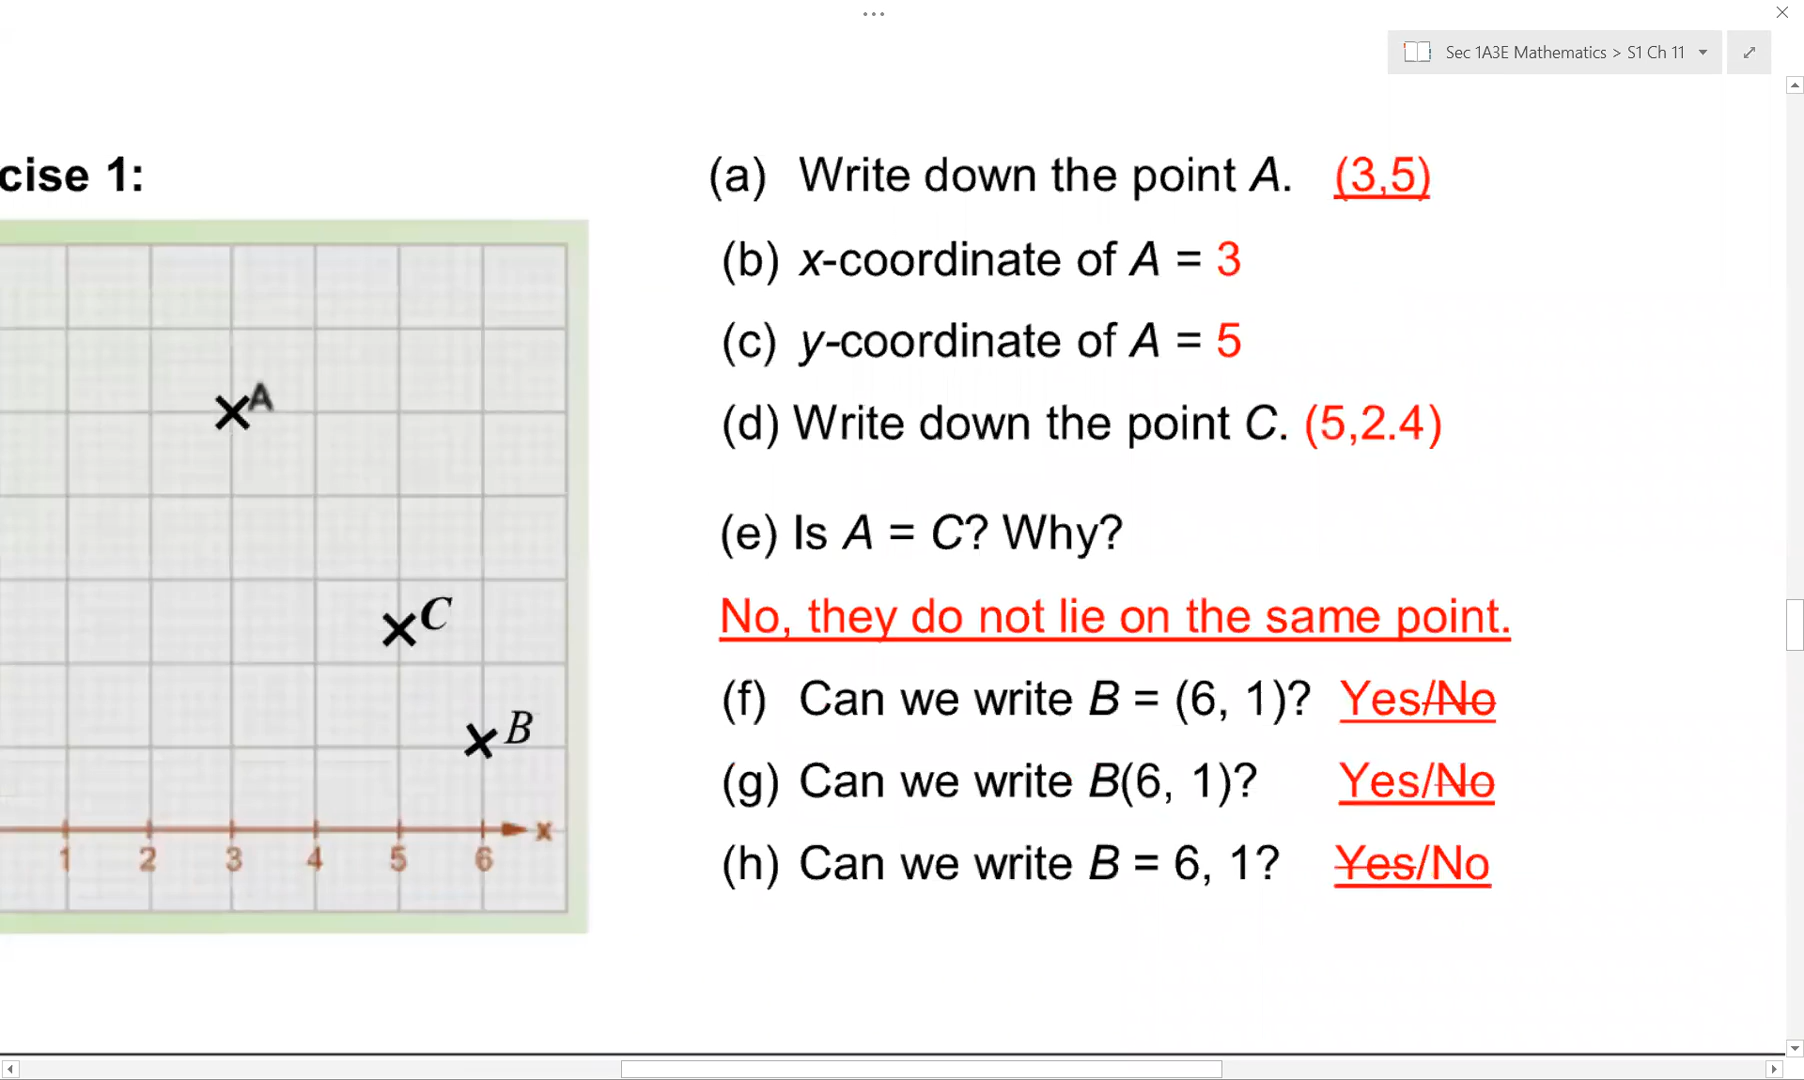 ...
Sec 1A3E Mathematics > S1 Ch 11
cise 1:
(a) Write down the point A. (3,5)
(b) x-coordinate of A = 3
(c) y-coordinate of A = 5
(d) Write down the point C. (5,2.4)
(e) Is A = C? Why?
No, they do not lie on the same point.
(f) Can we write B = (6, 1)? Yes/No
(g) Can we write B(6, 1)? Yes/No
(h) Can we write B = 6, 1? Yes/No
A
C
B
x
1 2 3 4 5 6